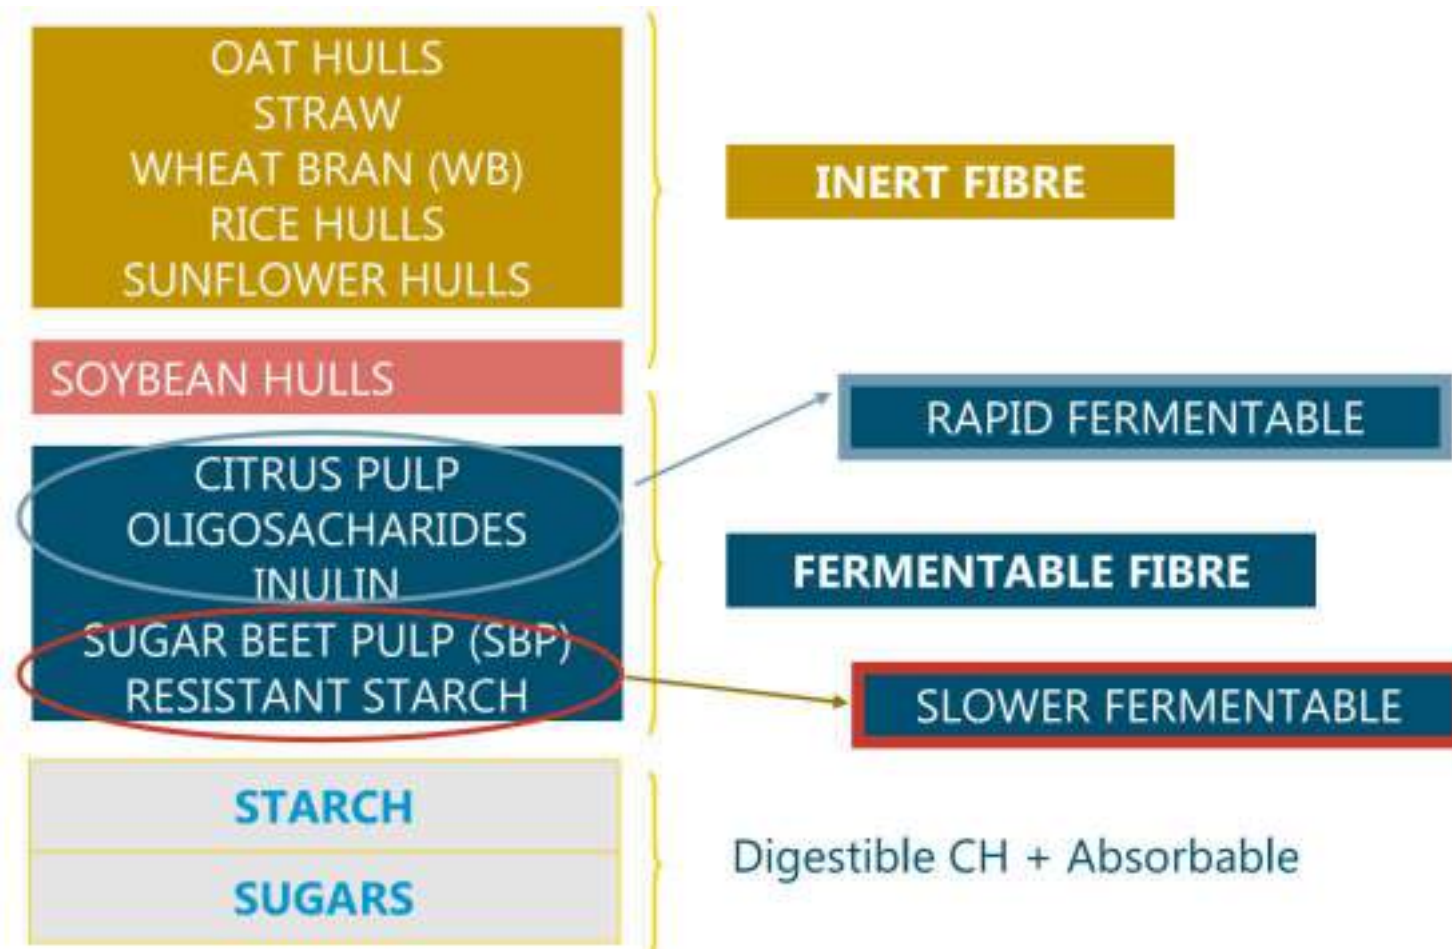 OAT HULLS
STRAW
WHEAT BRAN (WB)
RICE HULLS
SUNFLOWER HULLS
INERT FIBRE
SOYBEAN HULLS
RAPID FERMENTABLE
CITRUS PULP
OLIGOSACHARIDES
INULIN
FERMENTABLE FIBRE
SUGAR BEET PULP (SBP)
RESISTANT STARCH
SLOWER FERMENTABLE
STARCH
SUGARS
Digestible CH + Absorbable